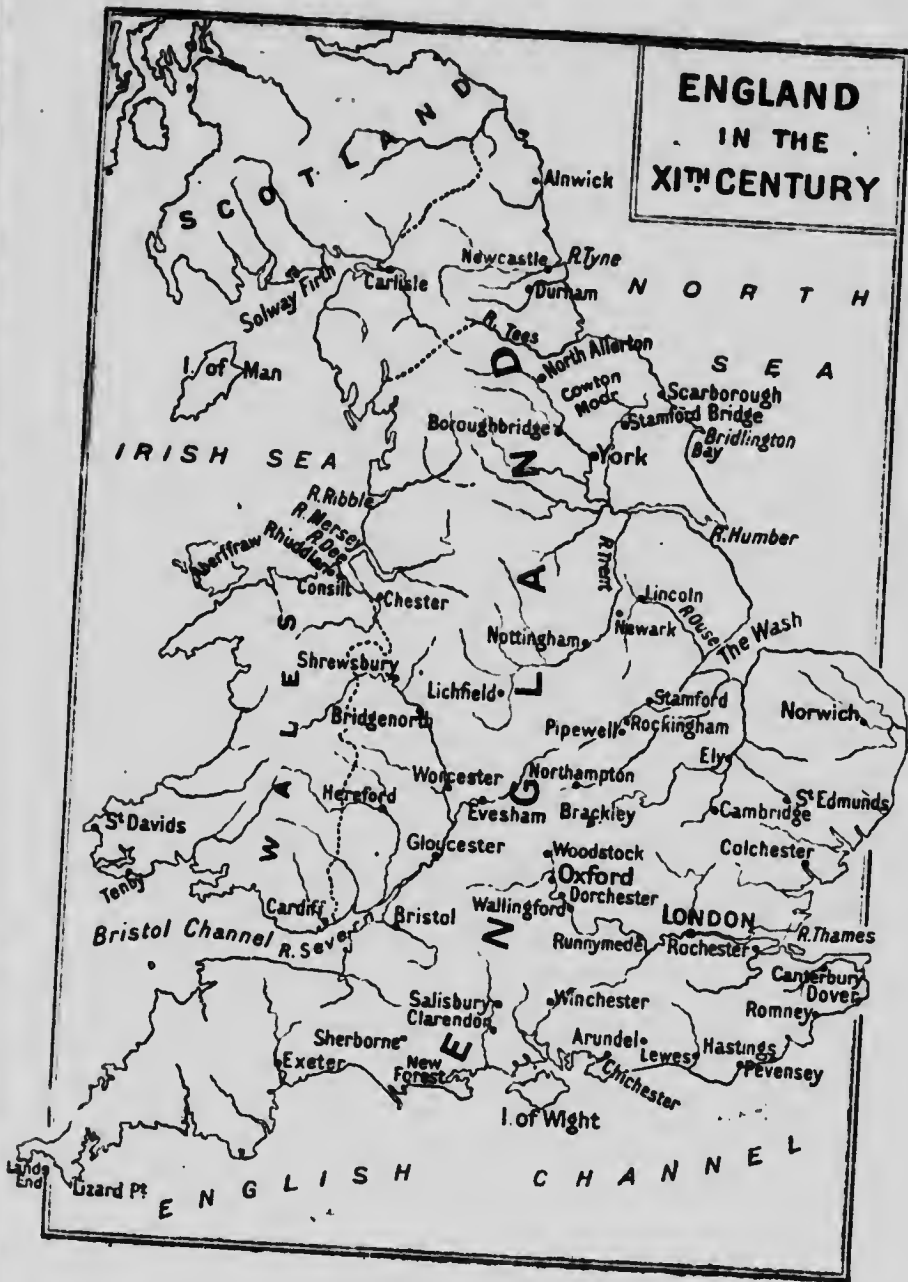 ENGLAND
IN THE
XITH CENTURY
SCOTLAND
Alnwick
Newcastle
R.Tyne
Solway Firth
Carlisle
Durham
NORTH
SEA
R. Tees
I. of Man
North Allerton
Cowton
Moor
Scarborough
Stamford Bridge
Boroughbridge
Bridlington
Bay
IRISH SEA
York
R.Ribble
R.Mersey
R.Dee
Rhuddlan
Aberffraw
Consilt
Chester
R.Humber
R.Trent
Lincoln
Newark
R.Ouse
The Wash
Nottingham
ENGLAND
WALES
Shrewsbury
Lichfield
Stamford
Rockingham
Norwich
Bridgenorth
Pipewell
Ely
Worcester
Northampton
Hereford
Evesham
Brackley
Cambridge
St Edmunds
St Davids
Gloucester
Woodstock
Colchester
Oxford
Tenby
Dorchester
Wallingford
Cardiff
Bristol
LONDON
Bristol Channel
R. Seve
Runnymede
Rochester
R.Thames
Canterbury
Dover
Salisbury
Winchester
Clarendon
Romney
Sherborne
Arundel
Lewes
Hastings
Exeter
New
Forest
Chichester
Pevensey
I. of Wight
Lands
End
Lizard Pt.
ENGLISH CHANNEL